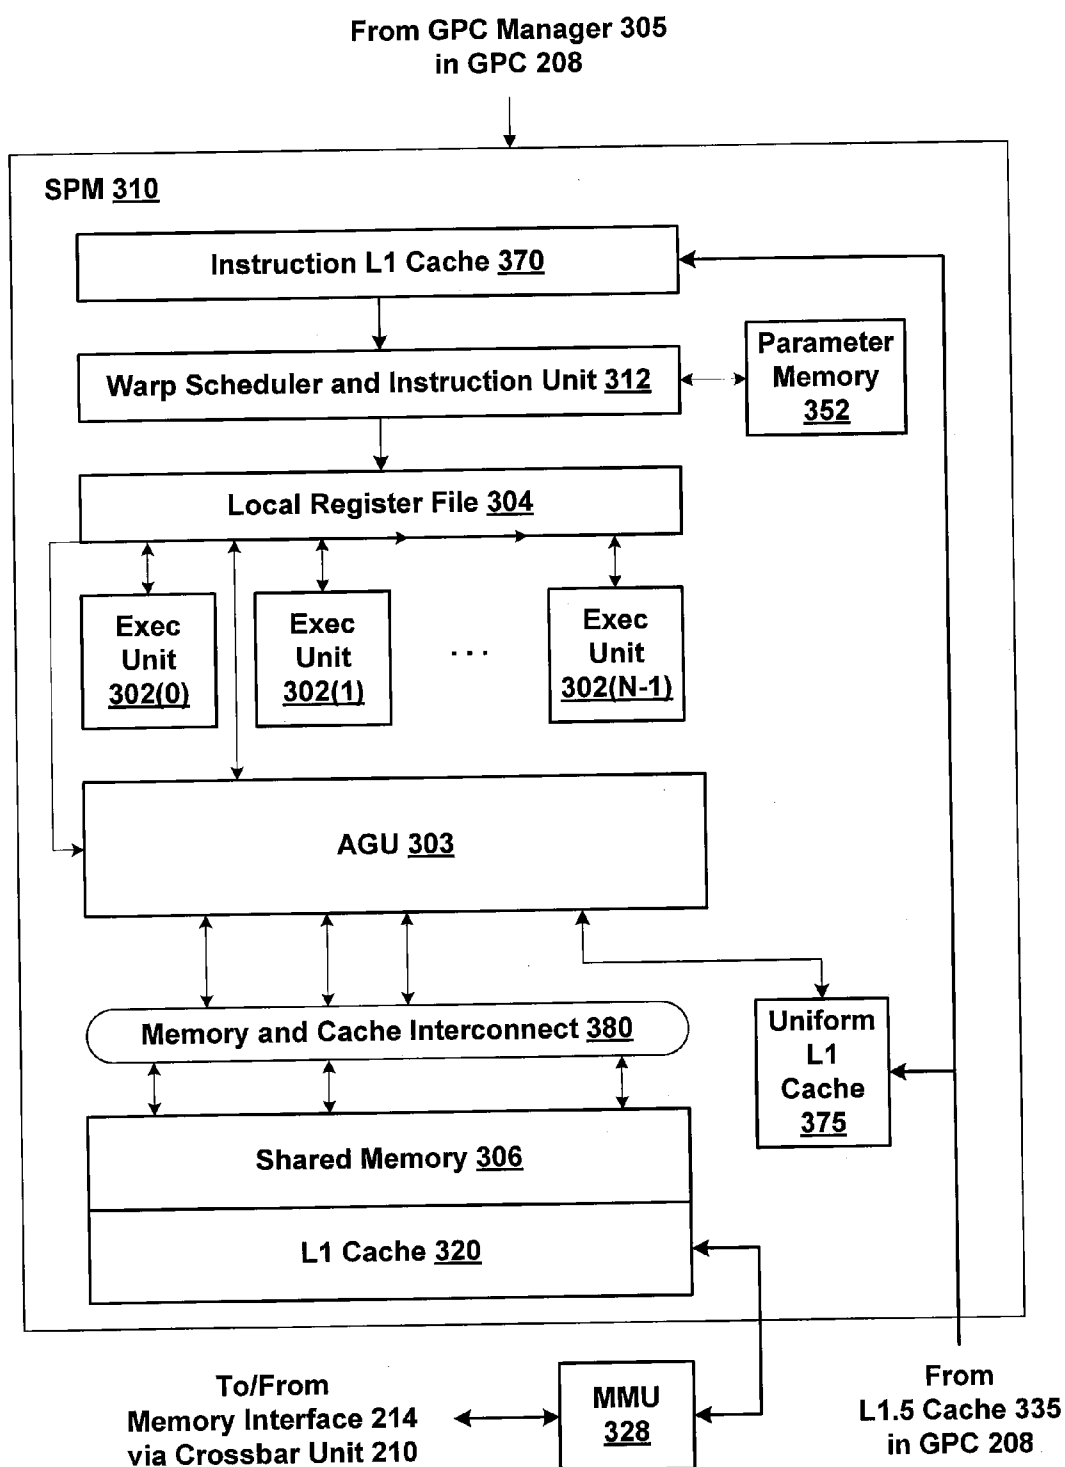 From GPC Manager 305
in GPC 208
SPM 310
Instruction L1 Cache 370
Warp Scheduler and Instruction Unit 312
Parameter
Memory
352
Local Register File 304
Exec
Unit
302(0)
Exec
Unit
302(1)
. . .
Exec
Unit
302(N-1)
AGU 303
Memory and Cache Interconnect 380
Uniform
L1
Cache
375
Shared Memory 306
L1 Cache 320
To/From
Memory Interface 214
via Crossbar Unit 210
MMU
328
From
L1.5 Cache 335
in GPC 208